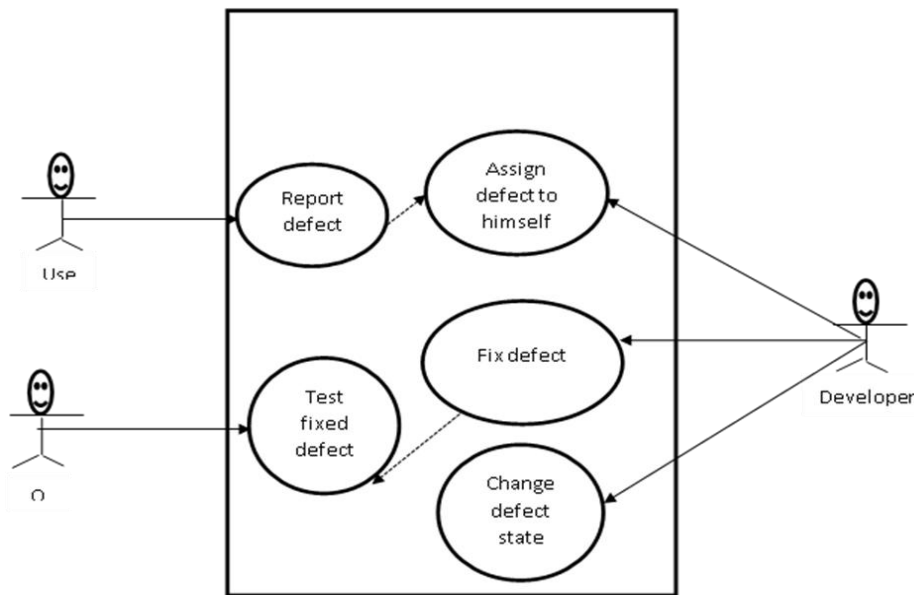 Report
defect
Assign
defect to
himself
Use
Fix defect
Developer
Test
fixed
defect
Change
defect
state